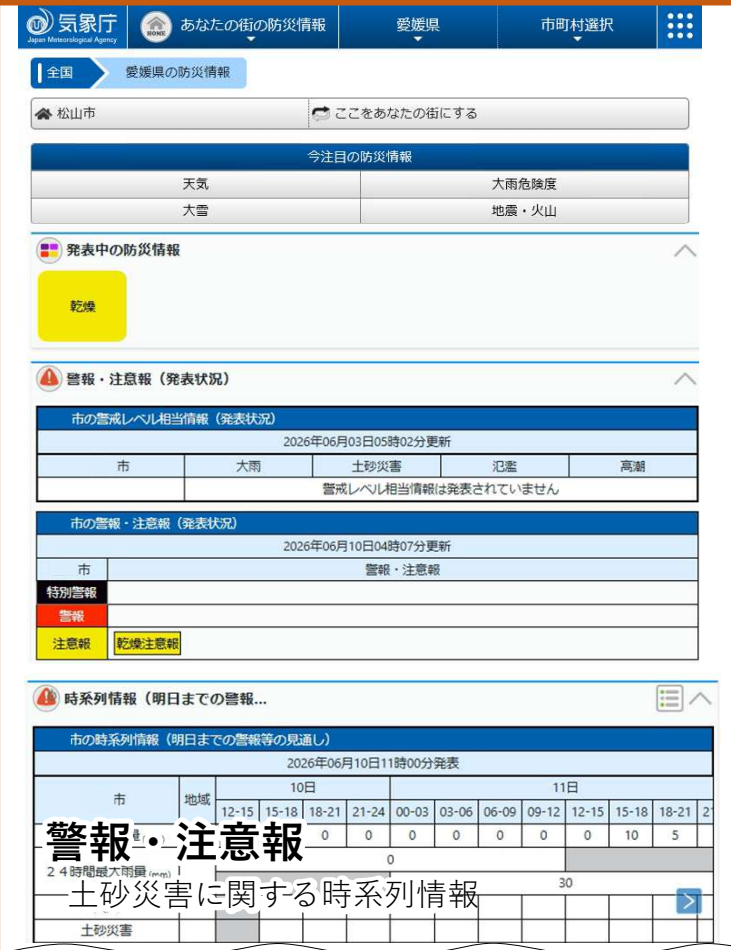 気象庁
Japan Meteorological Agency
HOME
あなたの街の防災情報
愛媛県
市町村選択
全国
愛媛県の防災情報
松山市
ここをあなたの街にする
今注目の防災情報
天気 大雨危険度
大雪 地震・火山
発表中の防災情報
乾燥
警報・注意報（発表状況）
市の警戒レベル相当情報（発表状況）
2026年06月03日05時02分更新
市 大雨 土砂災害 氾濫 高潮
警戒レベル相当情報は発表されていません
市の警報・注意報（発表状況）
2026年06月10日04時07分更新
市 警報・注意報
特別警報
警報
注意報 乾燥注意報
時系列情報（明日までの警報...
市の時系列情報（明日までの警報等の見通し）
2026年06月10日11時00分発表
市 地域 10日 11日
12-15 15-18 18-21 21-24 00-03 03-06 06-09 09-12 12-15 15-18 18-21
0 0 0 0 0 0 0 10 5
警報・注意報
24時間最大雨量(mm) 0
30
土砂災害に関する時系列情報
土砂災害